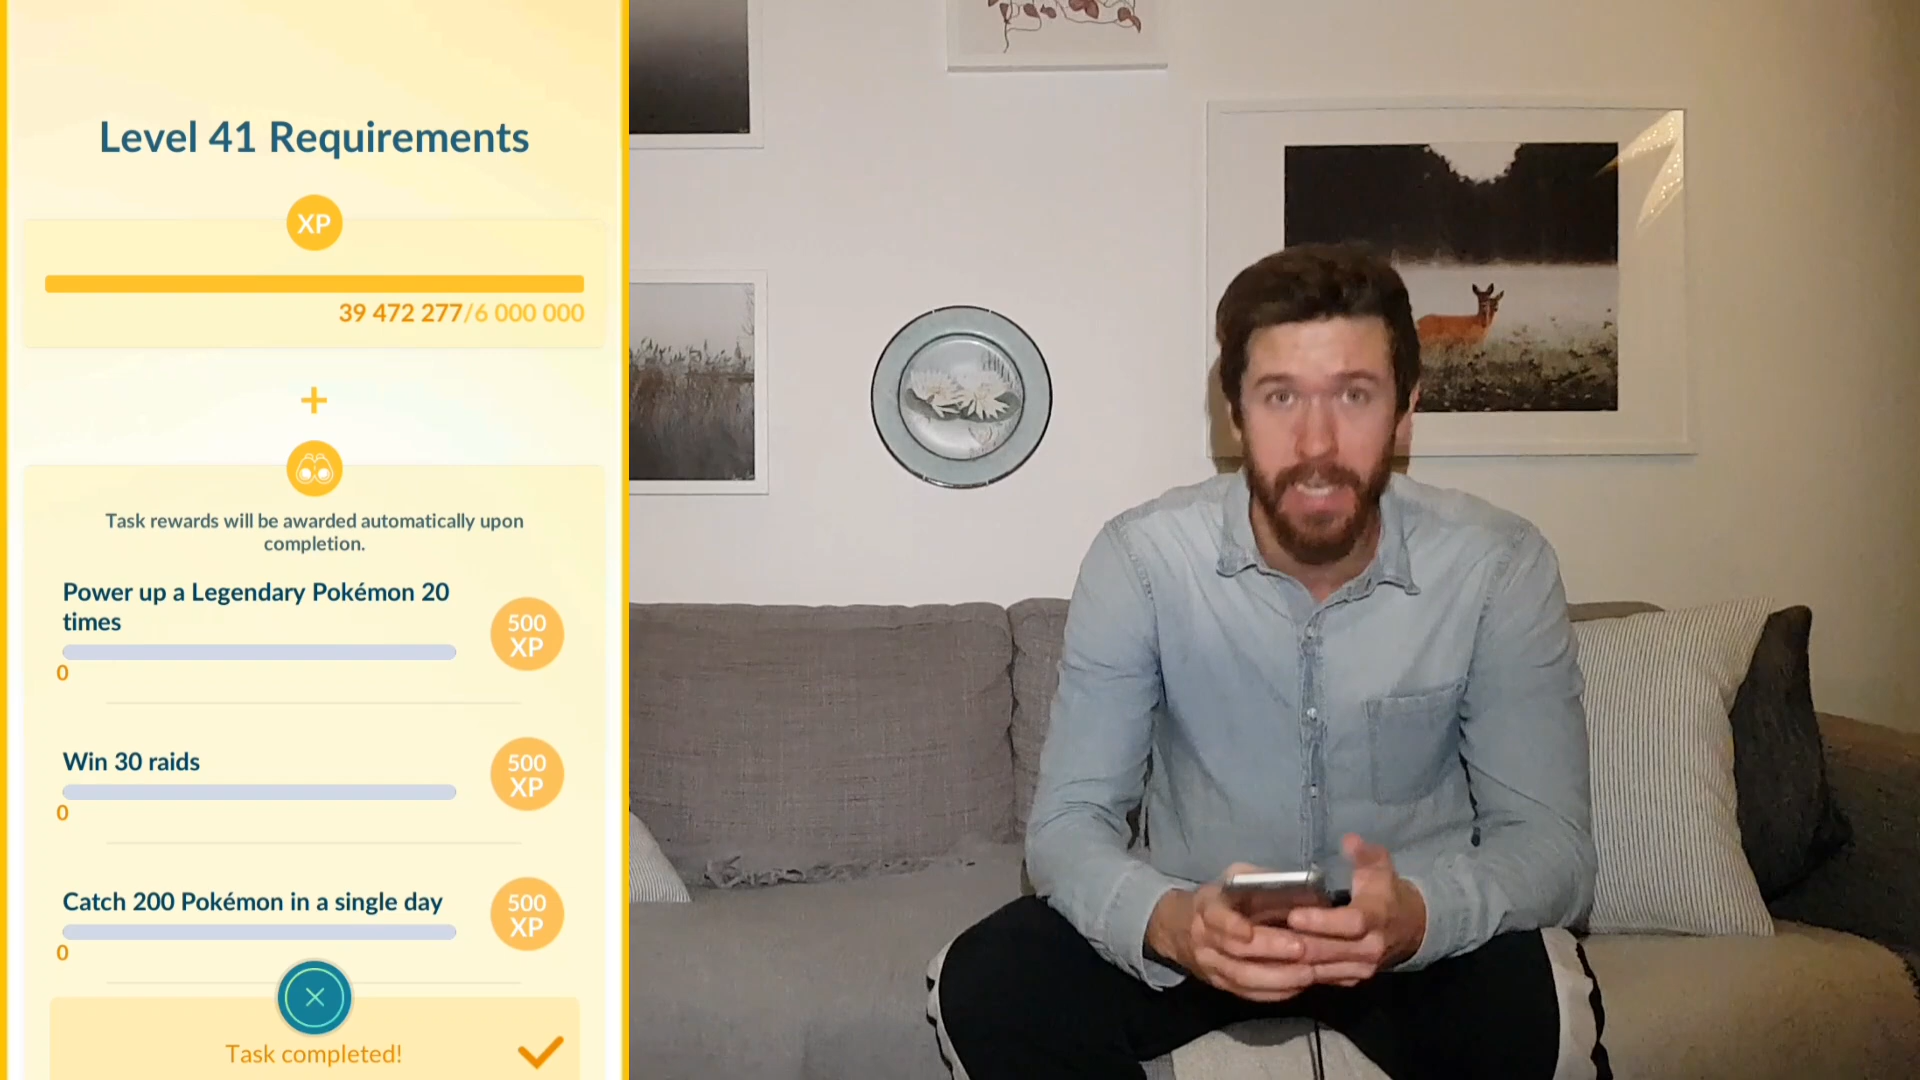 Level 41 Requirements
XP
39 472 277/6 000 000
+
Task rewards will be awarded automatically upon
completion.
Power up a Legendary Pokémon 20
times
500
XP
0
Win 30 raids
500
XP
0
Catch 200 Pokémon in a single day
500
XP
0
Task completed!